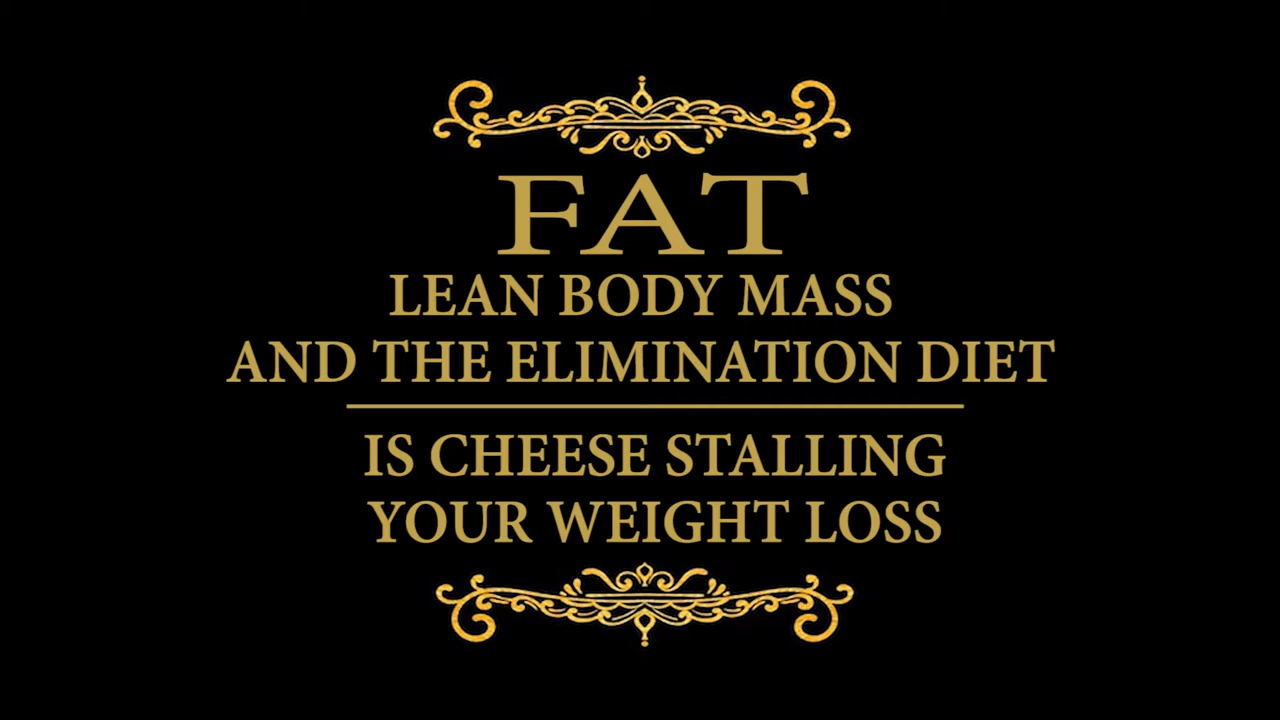 FAT
LEAN BODY MASS
AND THE ELIMINATION DIET
IS CHEESE STALLING
YOUR WEIGHT LOSS